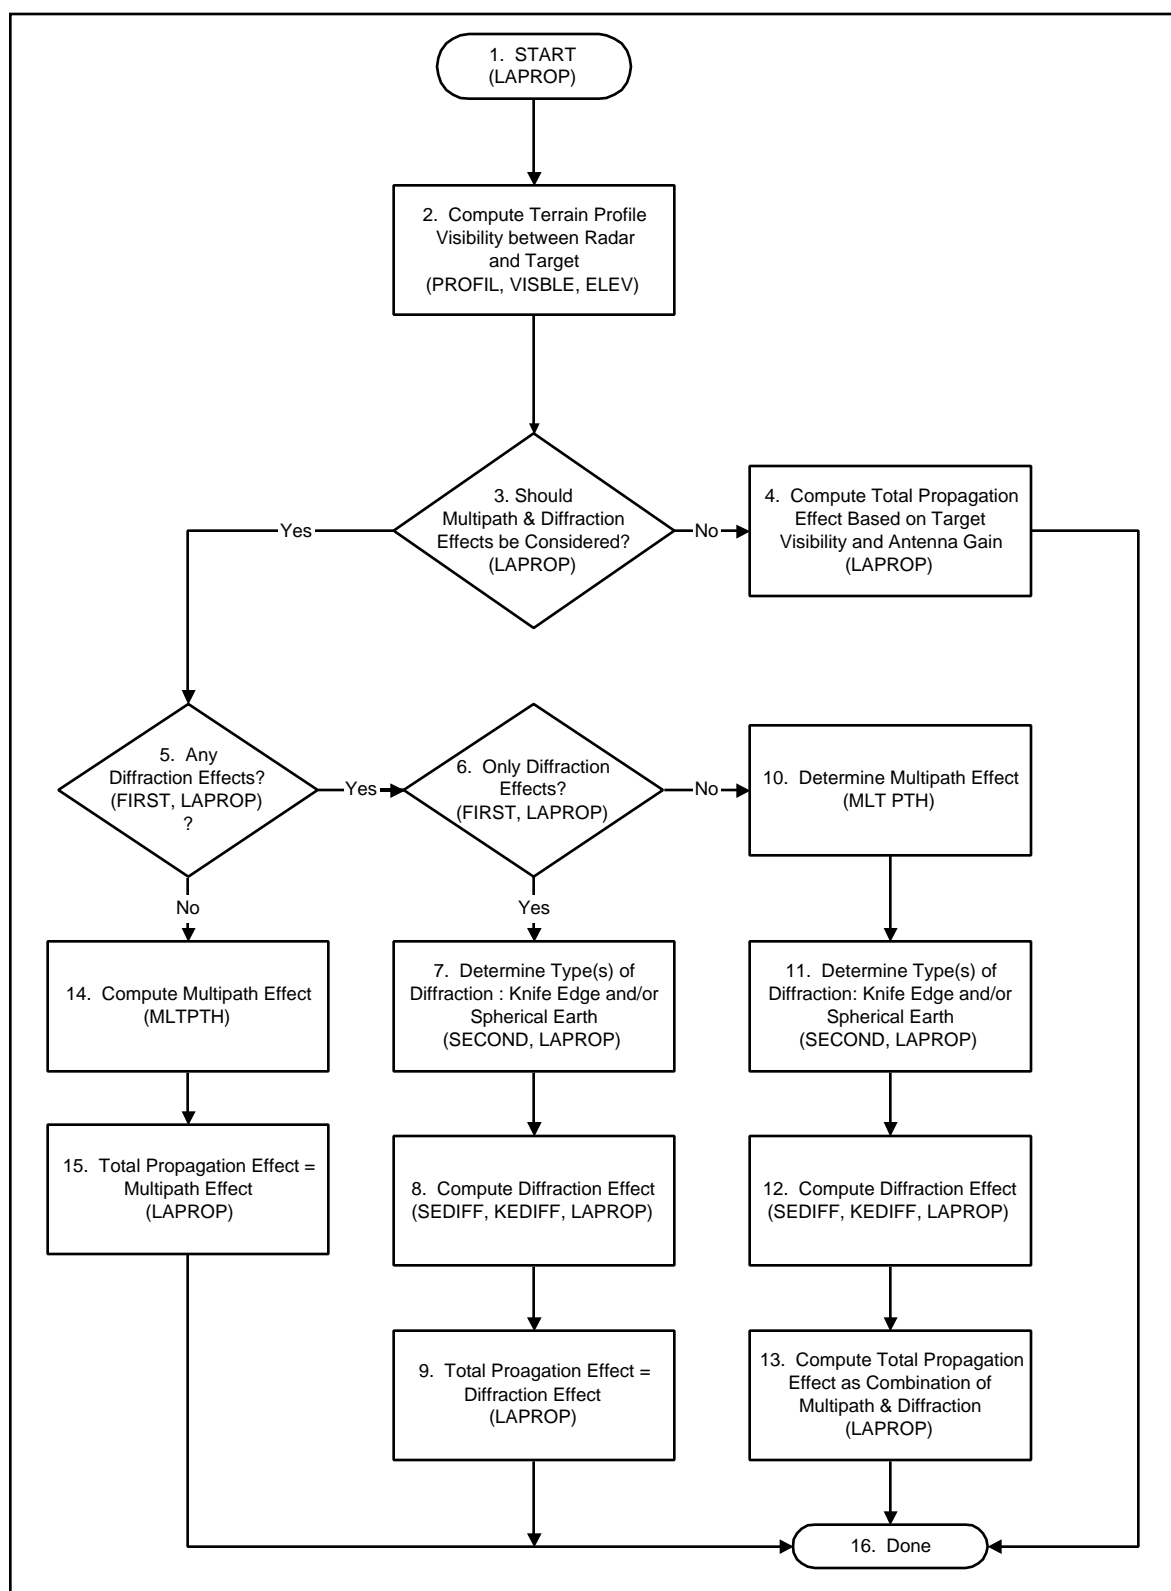 1. START
(LAPROP)
2. Compute Terrain Profile
Visibility between Radar
and Target
(PROFIL, VISBLE, ELEV)
3. Should
Multipath & Diffraction
Effects be Considered?
(LAPROP)
Yes
No
4. Compute Total Propagation
Effect Based on Target
Visibility and Antenna Gain
(LAPROP)
5. Any
Diffraction Effects?
(FIRST, LAPROP)
?
Yes
No
6. Only Diffraction
Effects?
(FIRST, LAPROP)
No
Yes
10. Determine Multipath Effect
(MLT PTH)
14. Compute Multipath Effect
(MLTPTH)
7. Determine Type(s) of
Diffraction : Knife Edge and/or
Spherical Earth
(SECOND, LAPROP)
11. Determine Type(s) of
Diffraction: Knife Edge and/or
Spherical Earth
(SECOND, LAPROP)
15. Total Propagation Effect =
Multipath Effect
(LAPROP)
8. Compute Diffraction Effect
(SEDIFF, KEDIFF, LAPROP)
12. Compute Diffraction Effect
(SEDIFF, KEDIFF, LAPROP)
9. Total Proagation Effect =
Diffraction Effect
(LAPROP)
13. Compute Total Propagation
Effect as Combination of
Multipath & Diffraction
(LAPROP)
16. Done